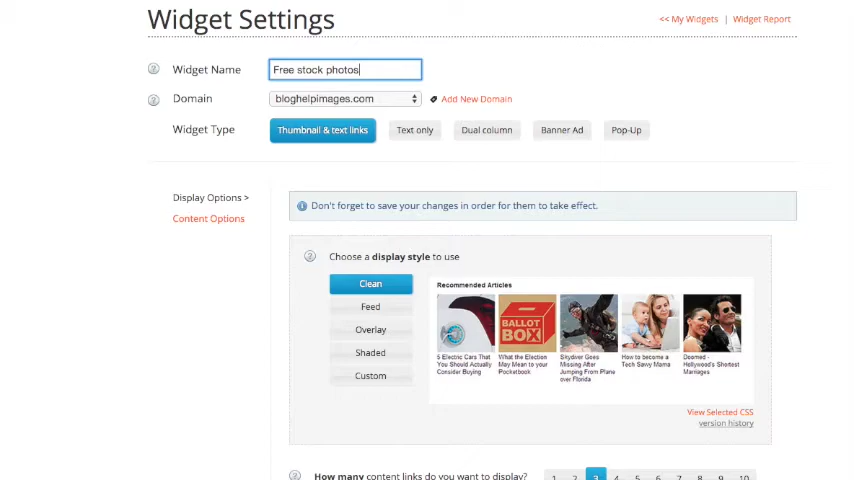 Widget Settings
<< My Widgets | Widget Report
Widget Name Free stock photos
Domain bloghelpimages.com Add New Domain
Widget Type Thumbnail & text links Text only Dual column Banner Ad Pop-Up
Display Options >
Content Options
Don't forget to save your changes in order for them to take effect.
Choose a display style to use
Clean
Feed
Overlay
Shaded
Custom
Recommended Articles
BALLOT
BOX
5 Electric Cars That
You Should Actually
Consider Buying
What the Election
May Mean to your
Pocketbook
Skydiver Goes
Missing After
Jumping From Plane
over Florida
How to become a
Tech Savvy Mama
Doomed -
Hollywood's Shortest
Marriages
View Selected CSS
version history
How many content links do you want to display? 1 2 3 4 5 6 7 8 9 10